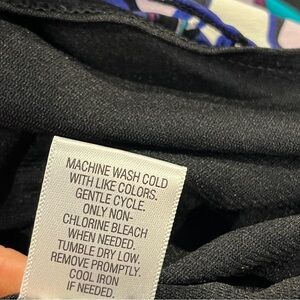 MACHINE WASH COLD
WITH LIKE COLORS.
GENTLE CYCLE.
ONLY NON-
CHLORINE BLEACH
WHEN NEEDED.
TUMBLE DRY LOW.
REMOVE PROMPTLY.
COOL IRON
IF NEEDED.